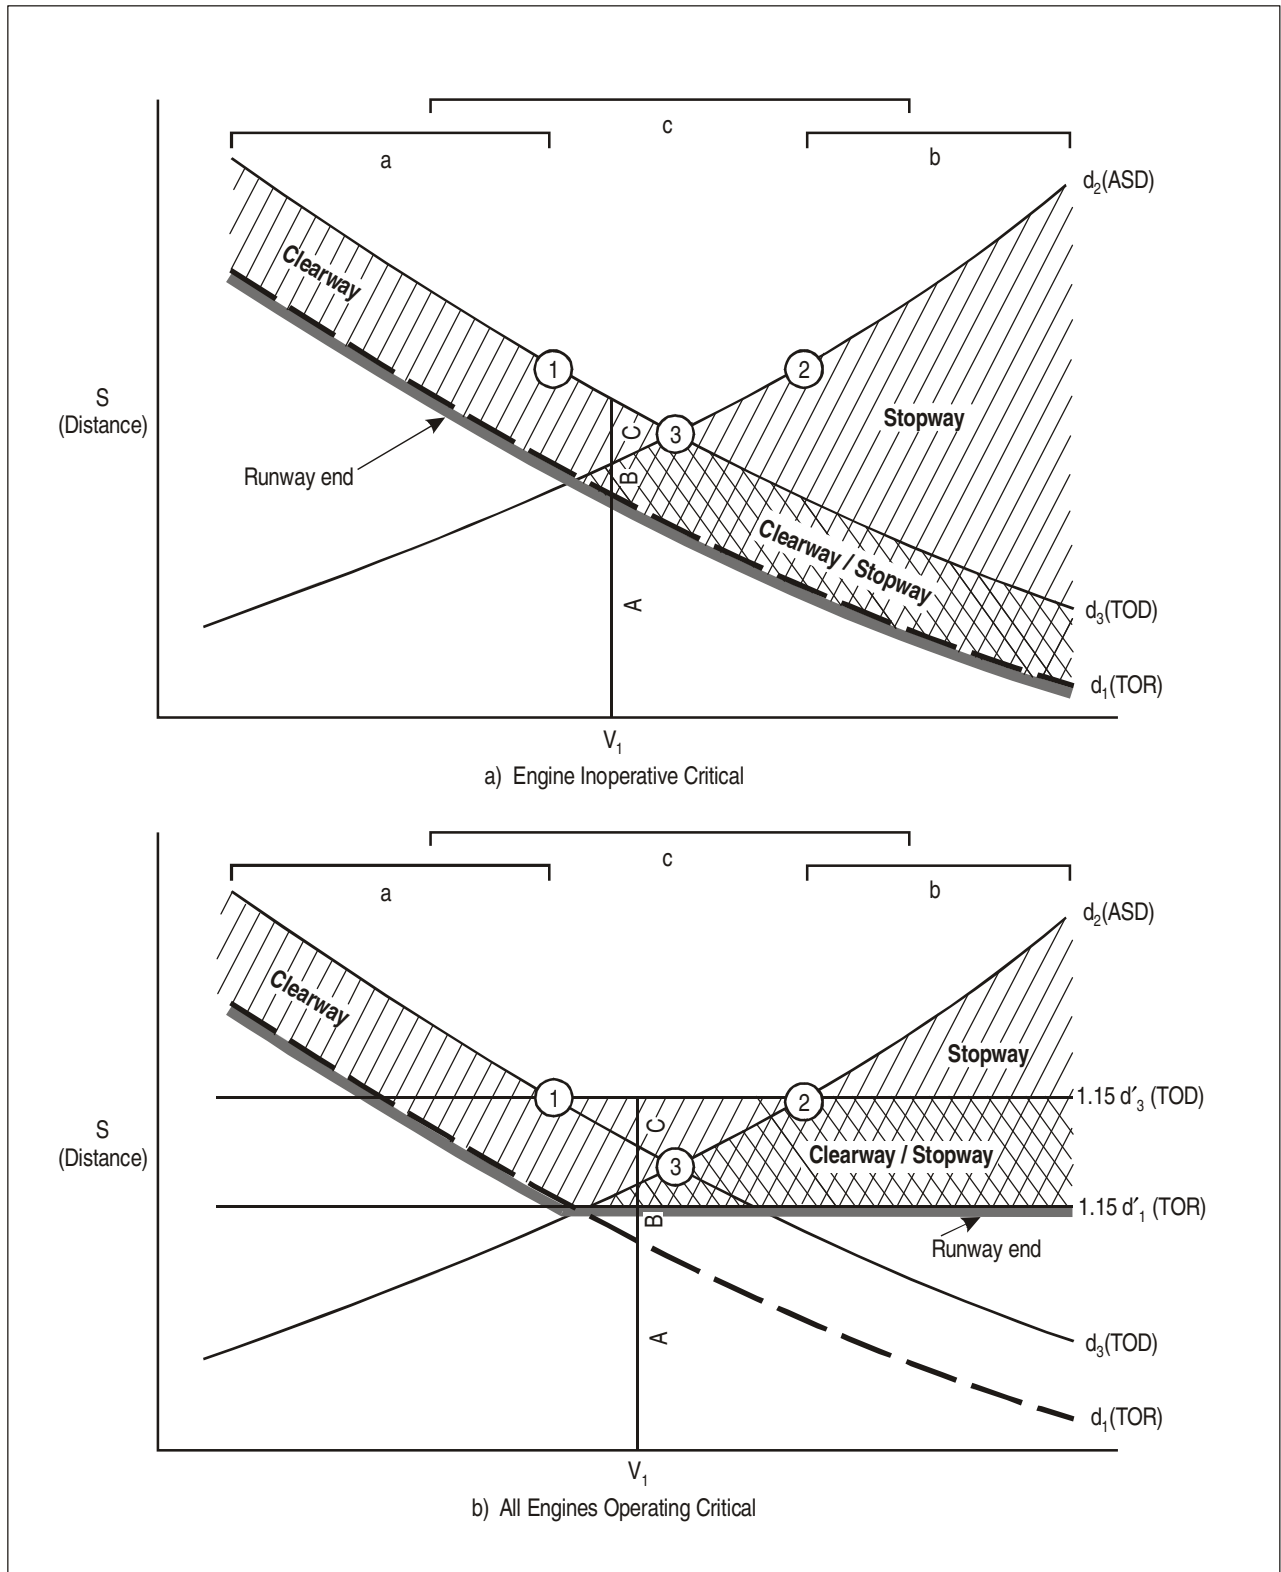 c
a
b
d₂(ASD)
Clearway
1
2
S
(Distance)
C
3
Stopway
Runway end
B
Clearway / Stopway
A
d₃(TOD)
d₁(TOR)
V₁
a) Engine Inoperative Critical
c
a
b
d₂(ASD)
Clearway
Stopway
1
2
1.15 d′₃ (TOD)
S
(Distance)
C
3
Clearway / Stopway
1.15 d′₁ (TOR)
B
Runway end
A
d₃(TOD)
d₁(TOR)
V₁
b) All Engines Operating Critical